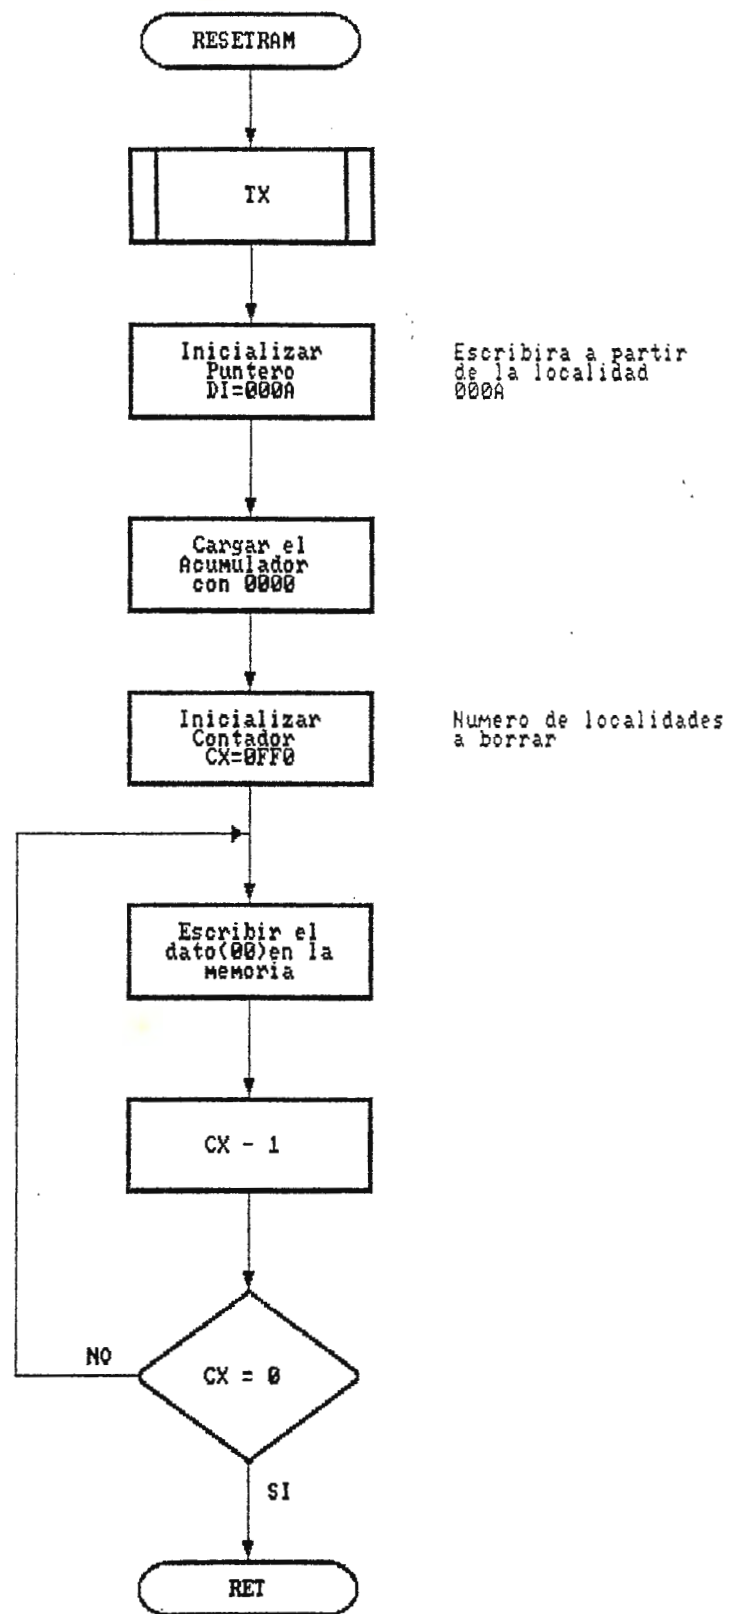 RESETRAM
TX
Inicializar
Puntero
DI=000A
Escribira a partir
de la localidad
000A
Cargar el
Acumulador
con 0000
Inicializar
Contador
CX=0FF0
Numero de localidades
a borrar
Escribir el
dato(00)en la
memoria
CX - 1
CX = 0
NO
SI
RET